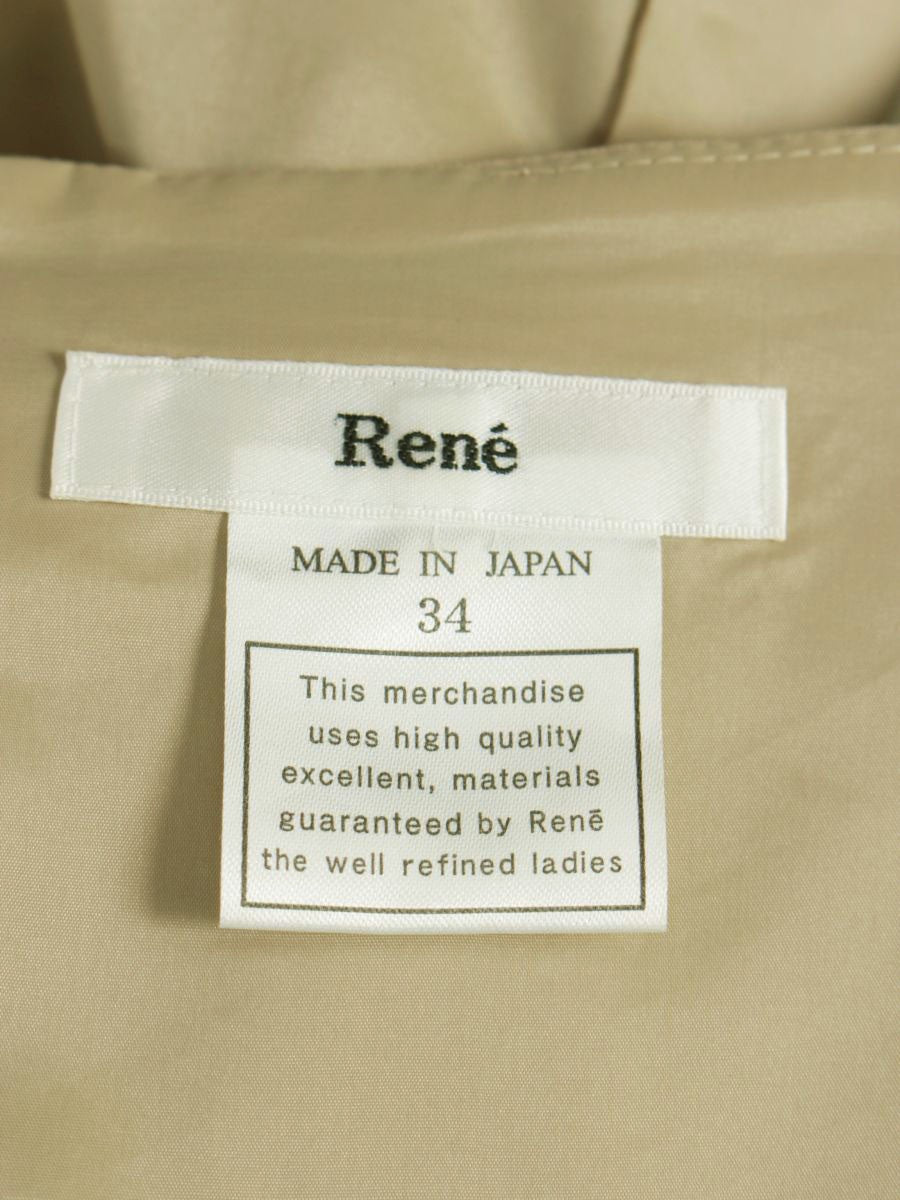 René
MADE IN JAPAN
34
This merchandise
uses high quality
excellent, materials
guaranteed by Renē
the well refined ladies